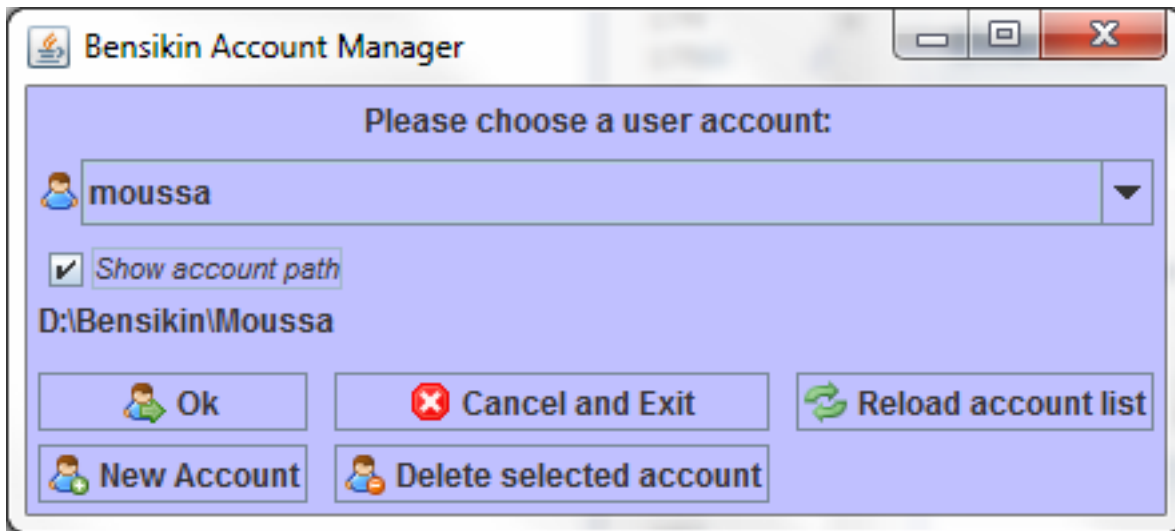 Bensikin Account Manager
Please choose a user account:
moussa
Show account path
D:\Bensikin\Moussa
Ok Cancel and Exit Reload account list
New Account Delete selected account